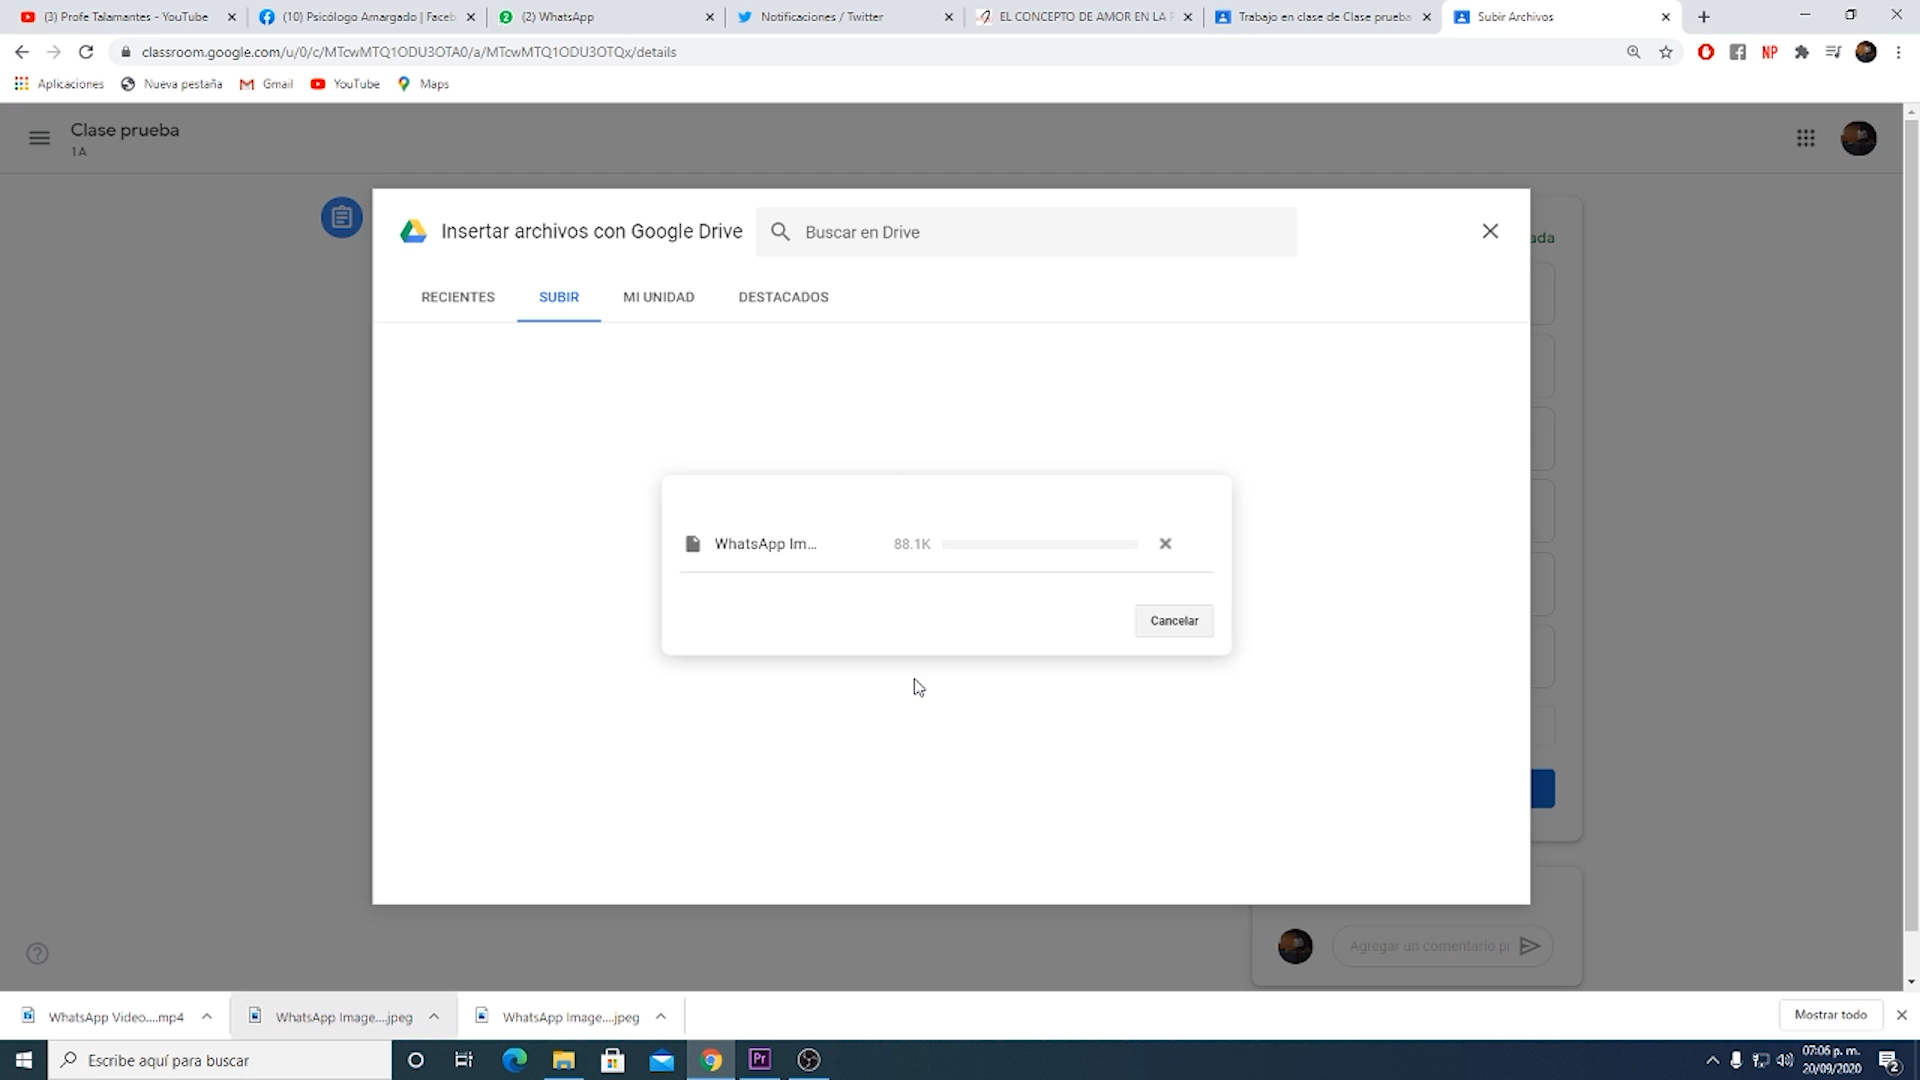 (3) Profe Talamantes - YouTube
(10) Psicólogo Amargado | Faceb
(2) WhatsApp
Notificaciones / Twitter
EL CONCEPTO DE AMOR EN LA F
Trabajo en clase de Clase prueba
Subir Archivos
classroom.google.com/u/0/c/MTcwMTQ1ODU3OTA0/a/MTcwMTQ1ODU3OTQx/details
NP
Aplicaciones
Nueva pestaña
Gmail
YouTube
Maps
Clase prueba
1A
Insertar archivos con Google Drive
Buscar en Drive
ada
RECIENTES
SUBIR
MI UNIDAD
DESTACADOS
WhatsApp Im...
88.1K
Cancelar
Agregar un comentario pr
WhatsApp Video....mp4
WhatsApp Image....jpeg
WhatsApp Image....jpeg
Mostrar todo
Escribe aquí para buscar
Pr
07:06 p. m.
20/09/2020
2